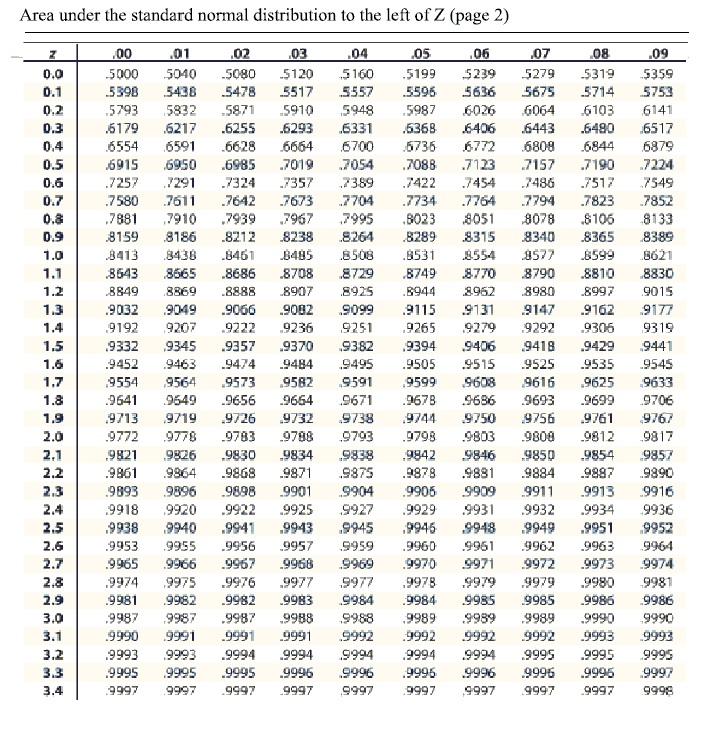 Area under the standard normal distribution to the left of Z (page 2)
z .00 .01 .02 .03 .04 .05 .06 .07 .08 .09
0.0 .5000 .5040 .5080 .5120 .5160 .5199 .5239 .5279 .5319 .5359
0.1 .5398 .5438 .5478 .5517 .5557 .5596 .5636 .5675 .5714 .5753
0.2 .5793 .5832 .5871 .5910 .5948 .5987 .6026 .6064 .6103 .6141
0.3 .6179 .6217 .6255 .6293 .6331 .6368 .6406 .6443 .6480 .6517
0.4 .6554 .6591 .6628 .6664 .6700 .6736 .6772 .6808 .6844 .6879
0.5 .6915 .6950 .6985 .7019 .7054 .7088 .7123 .7157 .7190 .7224
0.6 .7257 .7291 .7324 .7357 .7389 .7422 .7454 .7486 .7517 .7549
0.7 .7580 .7611 .7642 .7673 .7704 .7734 .7764 .7794 .7823 .7852
0.8 .7881 .7910 .7939 .7967 .7995 .8023 .8051 .8078 .8106 .8133
0.9 .8159 .8186 .8212 .8238 .8264 .8289 .8315 .8340 .8365 .8389
1.0 .8413 .8438 .8461 .8485 .8508 .8531 .8554 .8577 .8599 .8621
1.1 .8643 .8665 .8686 .8708 .8729 .8749 .8770 .8790 .8810 .8830
1.2 .8849 .8869 .8888 .8907 .8925 .8944 .8962 .8980 .8997 .9015
1.3 .9032 .9049 .9066 .9082 .9099 .9115 .9131 .9147 .9162 .9177
1.4 .9192 .9207 .9222 .9236 .9251 .9265 .9279 .9292 .9306 .9319
1.5 .9332 .9345 .9357 .9370 .9382 .9394 .9406 .9418 .9429 .9441
1.6 .9452 .9463 .9474 .9484 .9495 .9505 .9515 .9525 .9535 .9545
1.7 .9554 .9564 .9573 .9582 .9591 .9599 .9608 .9616 .9625 .9633
1.8 .9641 .9649 .9656 .9664 .9671 .9678 .9686 .9693 .9699 .9706
1.9 .9713 .9719 .9726 .9732 .9738 .9744 .9750 .9756 .9761 .9767
2.0 .9772 .9778 .9783 .9788 .9793 .9798 .9803 .9808 .9812 .9817
2.1 .9821 .9826 .9830 .9834 .9838 .9842 .9846 .9850 .9854 .9857
2.2 .9861 .9864 .9868 .9871 .9875 .9878 .9881 .9884 .9887 .9890
2.3 .9893 .9896 .9898 .9901 .9904 .9906 .9909 .9911 .9913 .9916
2.4 .9918 .9920 .9922 .9925 .9927 .9929 .9931 .9932 .9934 .9936
2.5 .9938 .9940 .9941 .9943 .9945 .9946 .9948 .9949 .9951 .9952
2.6 .9953 .9955 .9956 .9957 .9959 .9960 .9961 .9962 .9963 .9964
2.7 .9965 .9966 .9967 .9968 .9969 .9970 .9971 .9972 .9973 .9974
2.8 .9974 .9975 .9976 .9977 .9977 .9978 .9979 .9979 .9980 .9981
2.9 .9981 .9982 .9982 .9983 .9984 .9984 .9985 .9985 .9986 .9986
3.0 .9987 .9987 .9987 .9988 .9988 .9989 .9989 .9989 .9990 .9990
3.1 .9990 .9991 .9991 .9991 .9992 .9992 .9992 .9992 .9993 .9993
3.2 .9993 .9993 .9994 .9994 .9994 .9994 .9994 .9995 .9995 .9995
3.3 .9995 .9995 .9995 .9996 .9996 .9996 .9996 .9996 .9996 .9997
3.4 .9997 .9997 .9997 .9997 .9997 .9997 .9997 .9997 .9997 .9998